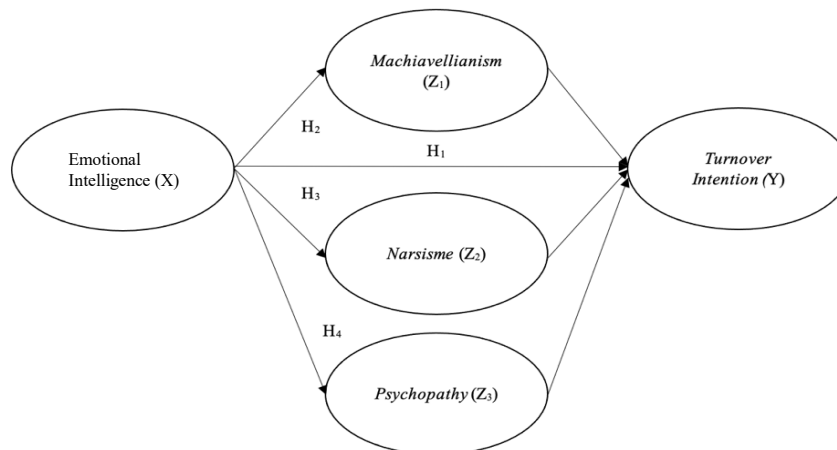 Machiavellianism
(Z₁)
H₂
H₁
Emotional
Intelligence (X)
Turnover
Intention (Y)
H₃
Narsisme (Z₂)
H₄
Psychopathy (Z₃)